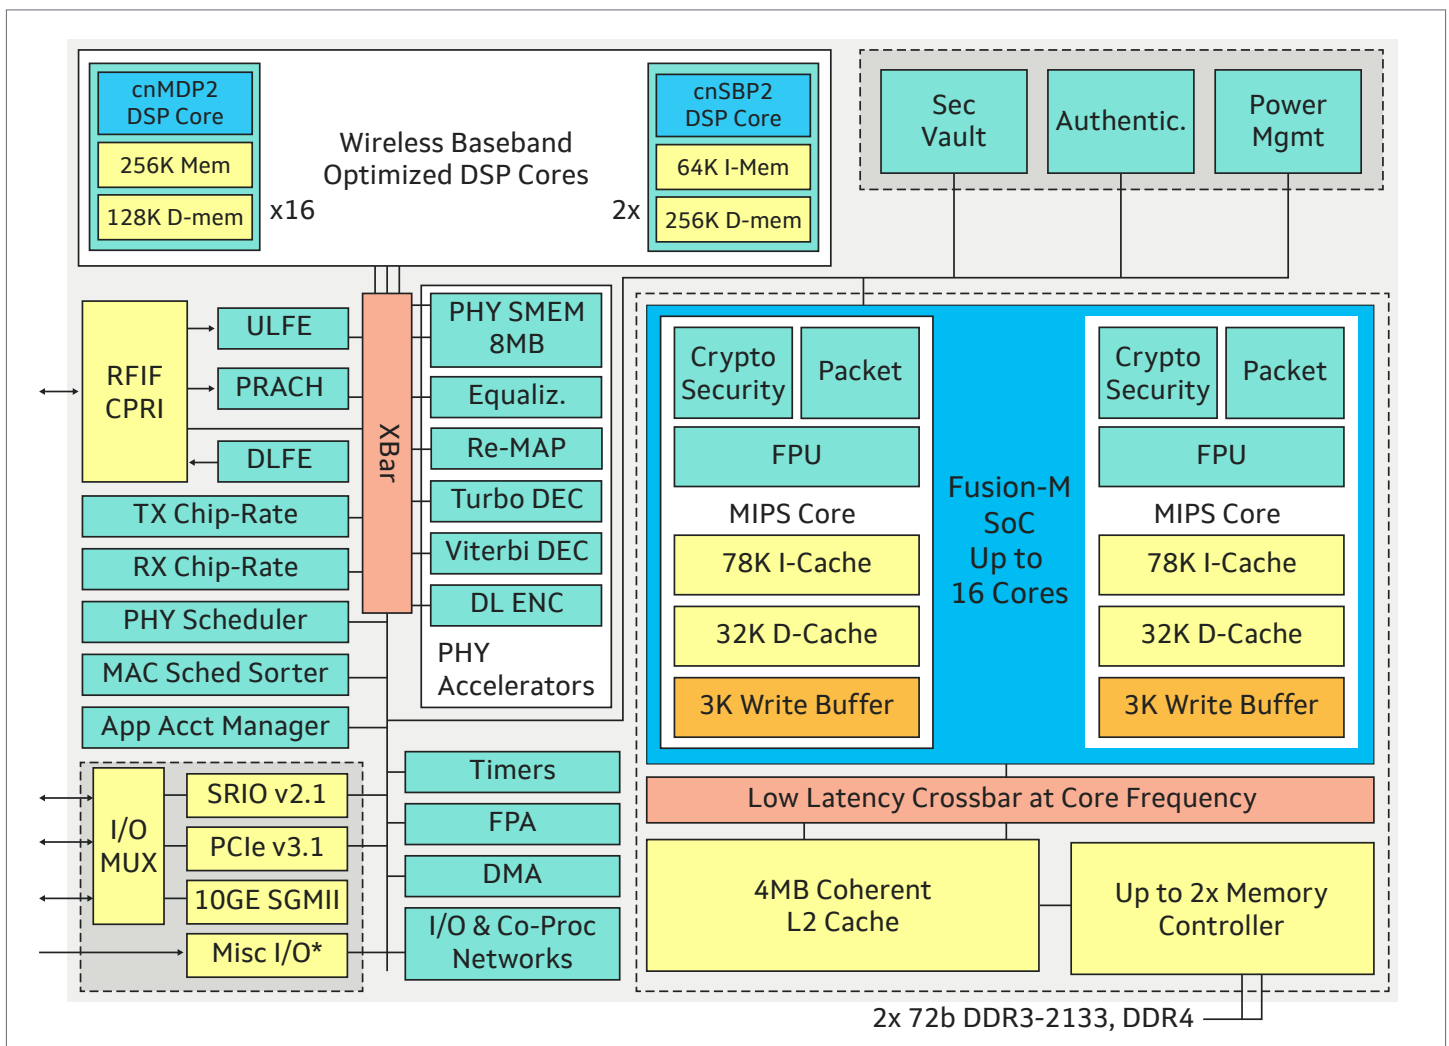 cnMDP2
DSP Core
256K Mem
128K D-mem
x16
Wireless Baseband
Optimized DSP Cores
2x
cnSBP2
DSP Core
64K I-Mem
256K D-mem
Sec
Vault
Authentic.
Power
Mgmt
RFIF
CPRI
ULFE
PRACH
DLFE
TX Chip-Rate
RX Chip-Rate
PHY Scheduler
MAC Sched Sorter
App Acct Manager
XBar
PHY SMEM
8MB
Equaliz.
Re-MAP
Turbo DEC
Viterbi DEC
DL ENC
PHY
Accelerators
I/O
MUX
SRIO v2.1
PCIe v3.1
10GE SGMII
Misc I/O*
Timers
FPA
DMA
I/O & Co-Proc
Networks
Crypto
Security
Packet
FPU
MIPS Core
78K I-Cache
32K D-Cache
3K Write Buffer
Fusion-M
SoC
Up to
16 Cores
Crypto
Security
Packet
FPU
MIPS Core
78K I-Cache
32K D-Cache
3K Write Buffer
Low Latency Crossbar at Core Frequency
4MB Coherent
L2 Cache
Up to 2x Memory
Controller
2x 72b DDR3-2133, DDR4